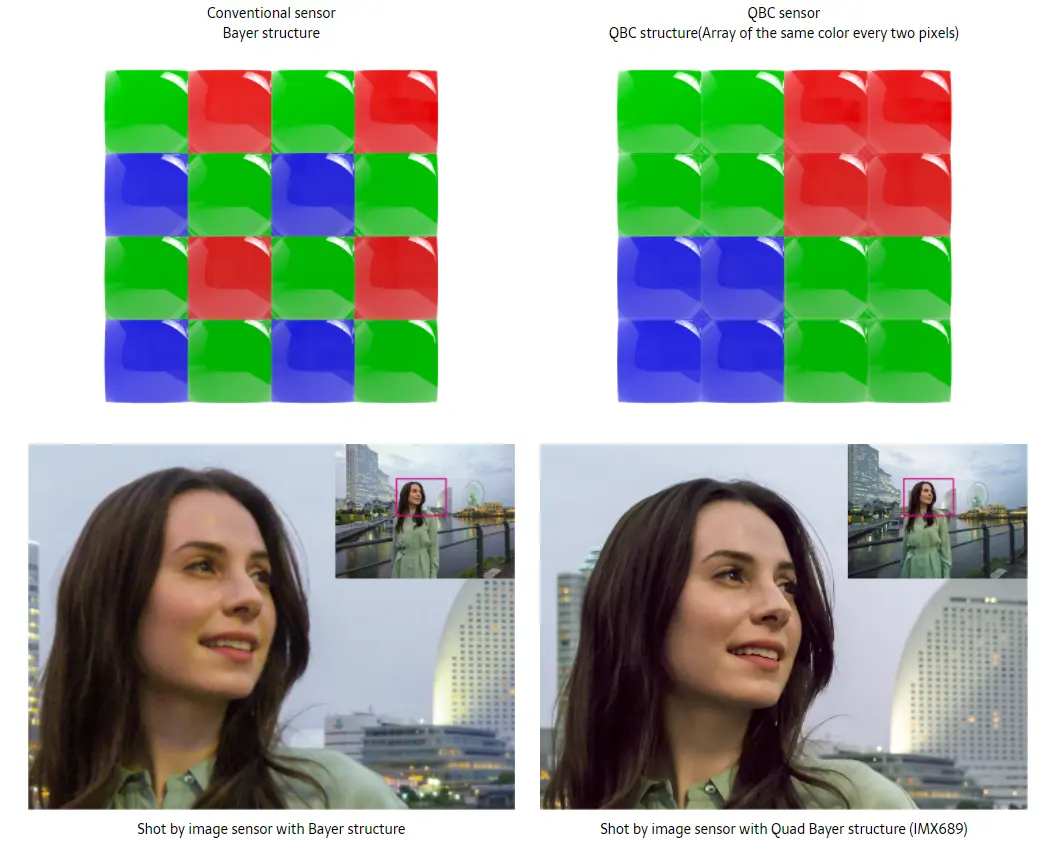 Conventional sensor
Bayer structure
QBC sensor
QBC structure(Array of the same color every two pixels)
Shot by image sensor with Bayer structure
Shot by image sensor with Quad Bayer structure (IMX689)